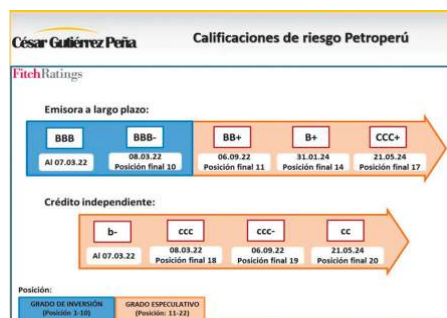 César Gutiérrez Peña
Calificaciones de riesgo Petroperú
FitchRatings
Emisora a largo plazo:
BBB BBB- BB+ B+ CCC+
Al 07.03.22 08.03.22 06.09.22 31.01.24 21.05.24
Posición final 10 Posición final 11 Posición final 14 Posición final 17
Crédito independiente:
b- ccc ccc- cc
Al 07.03.22 08.03.22 06.09.22 21.05.24
Posición final 18 Posición final 19 Posición final 20
Posición:
GRADO DE INVERSIÓN GRADO ESPECULATIVO
(Posición 1-10) (Posición: 11-22)